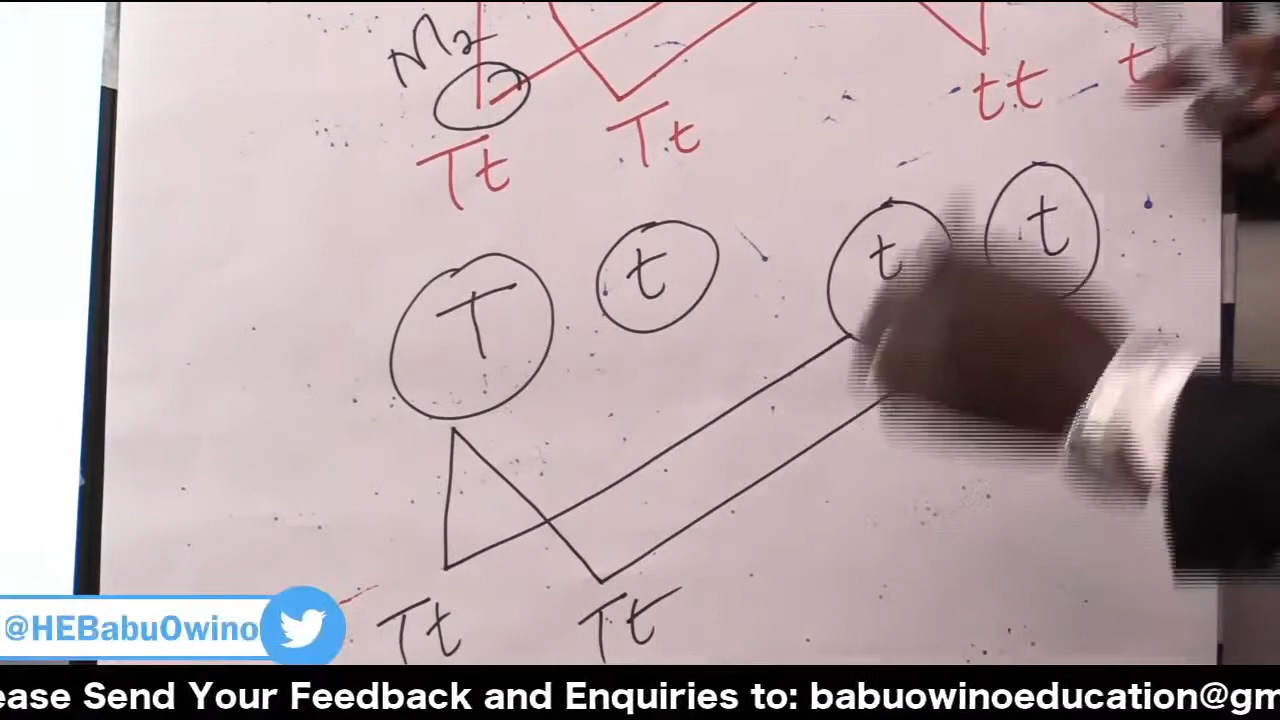 M2
Tt Tt tt t
T t t t
Tt Tt
@HEBabuOwino
ease Send Your Feedback and Enquiries to: babuowinoeducation@gm